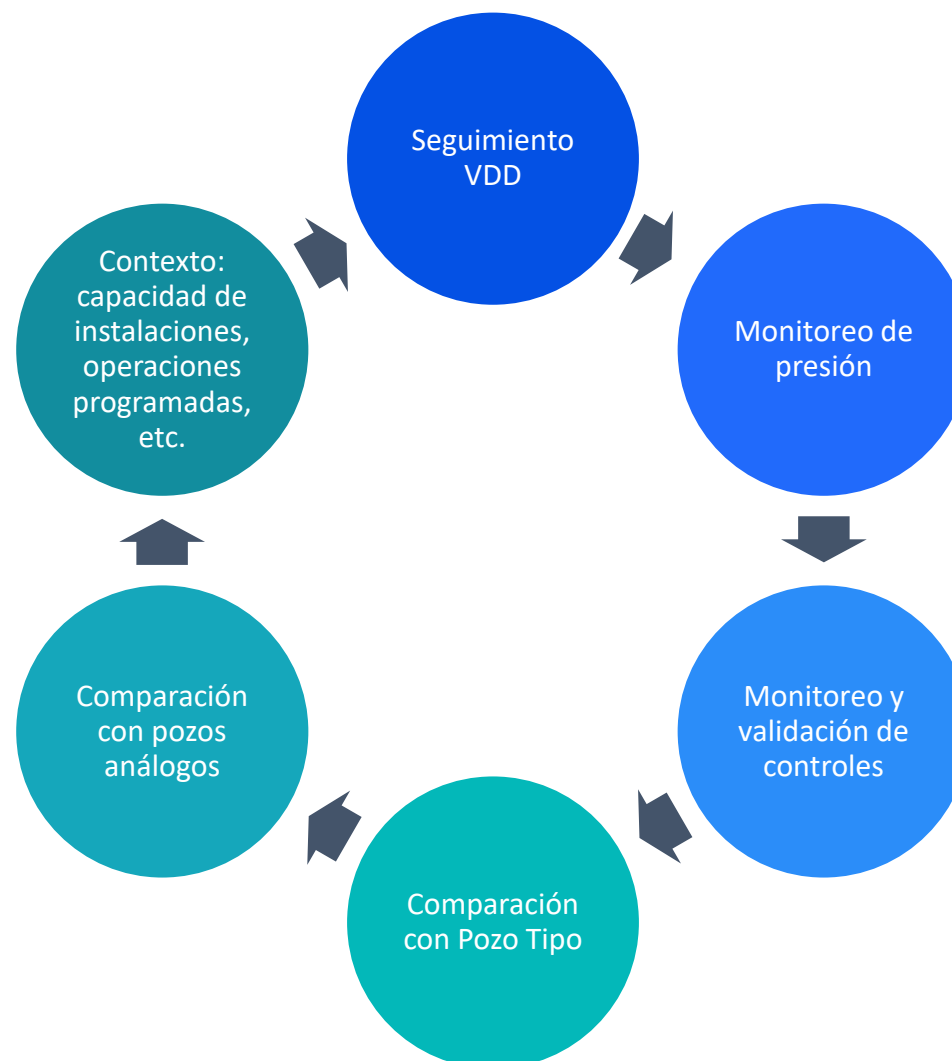 Seguimiento
VDD
Monitoreo de
presión
Monitoreo y
validación de
controles
Comparación
con Pozo Tipo
Comparación
con pozos
análogos
Contexto:
capacidad de
instalaciones,
operaciones
programadas,
etc.